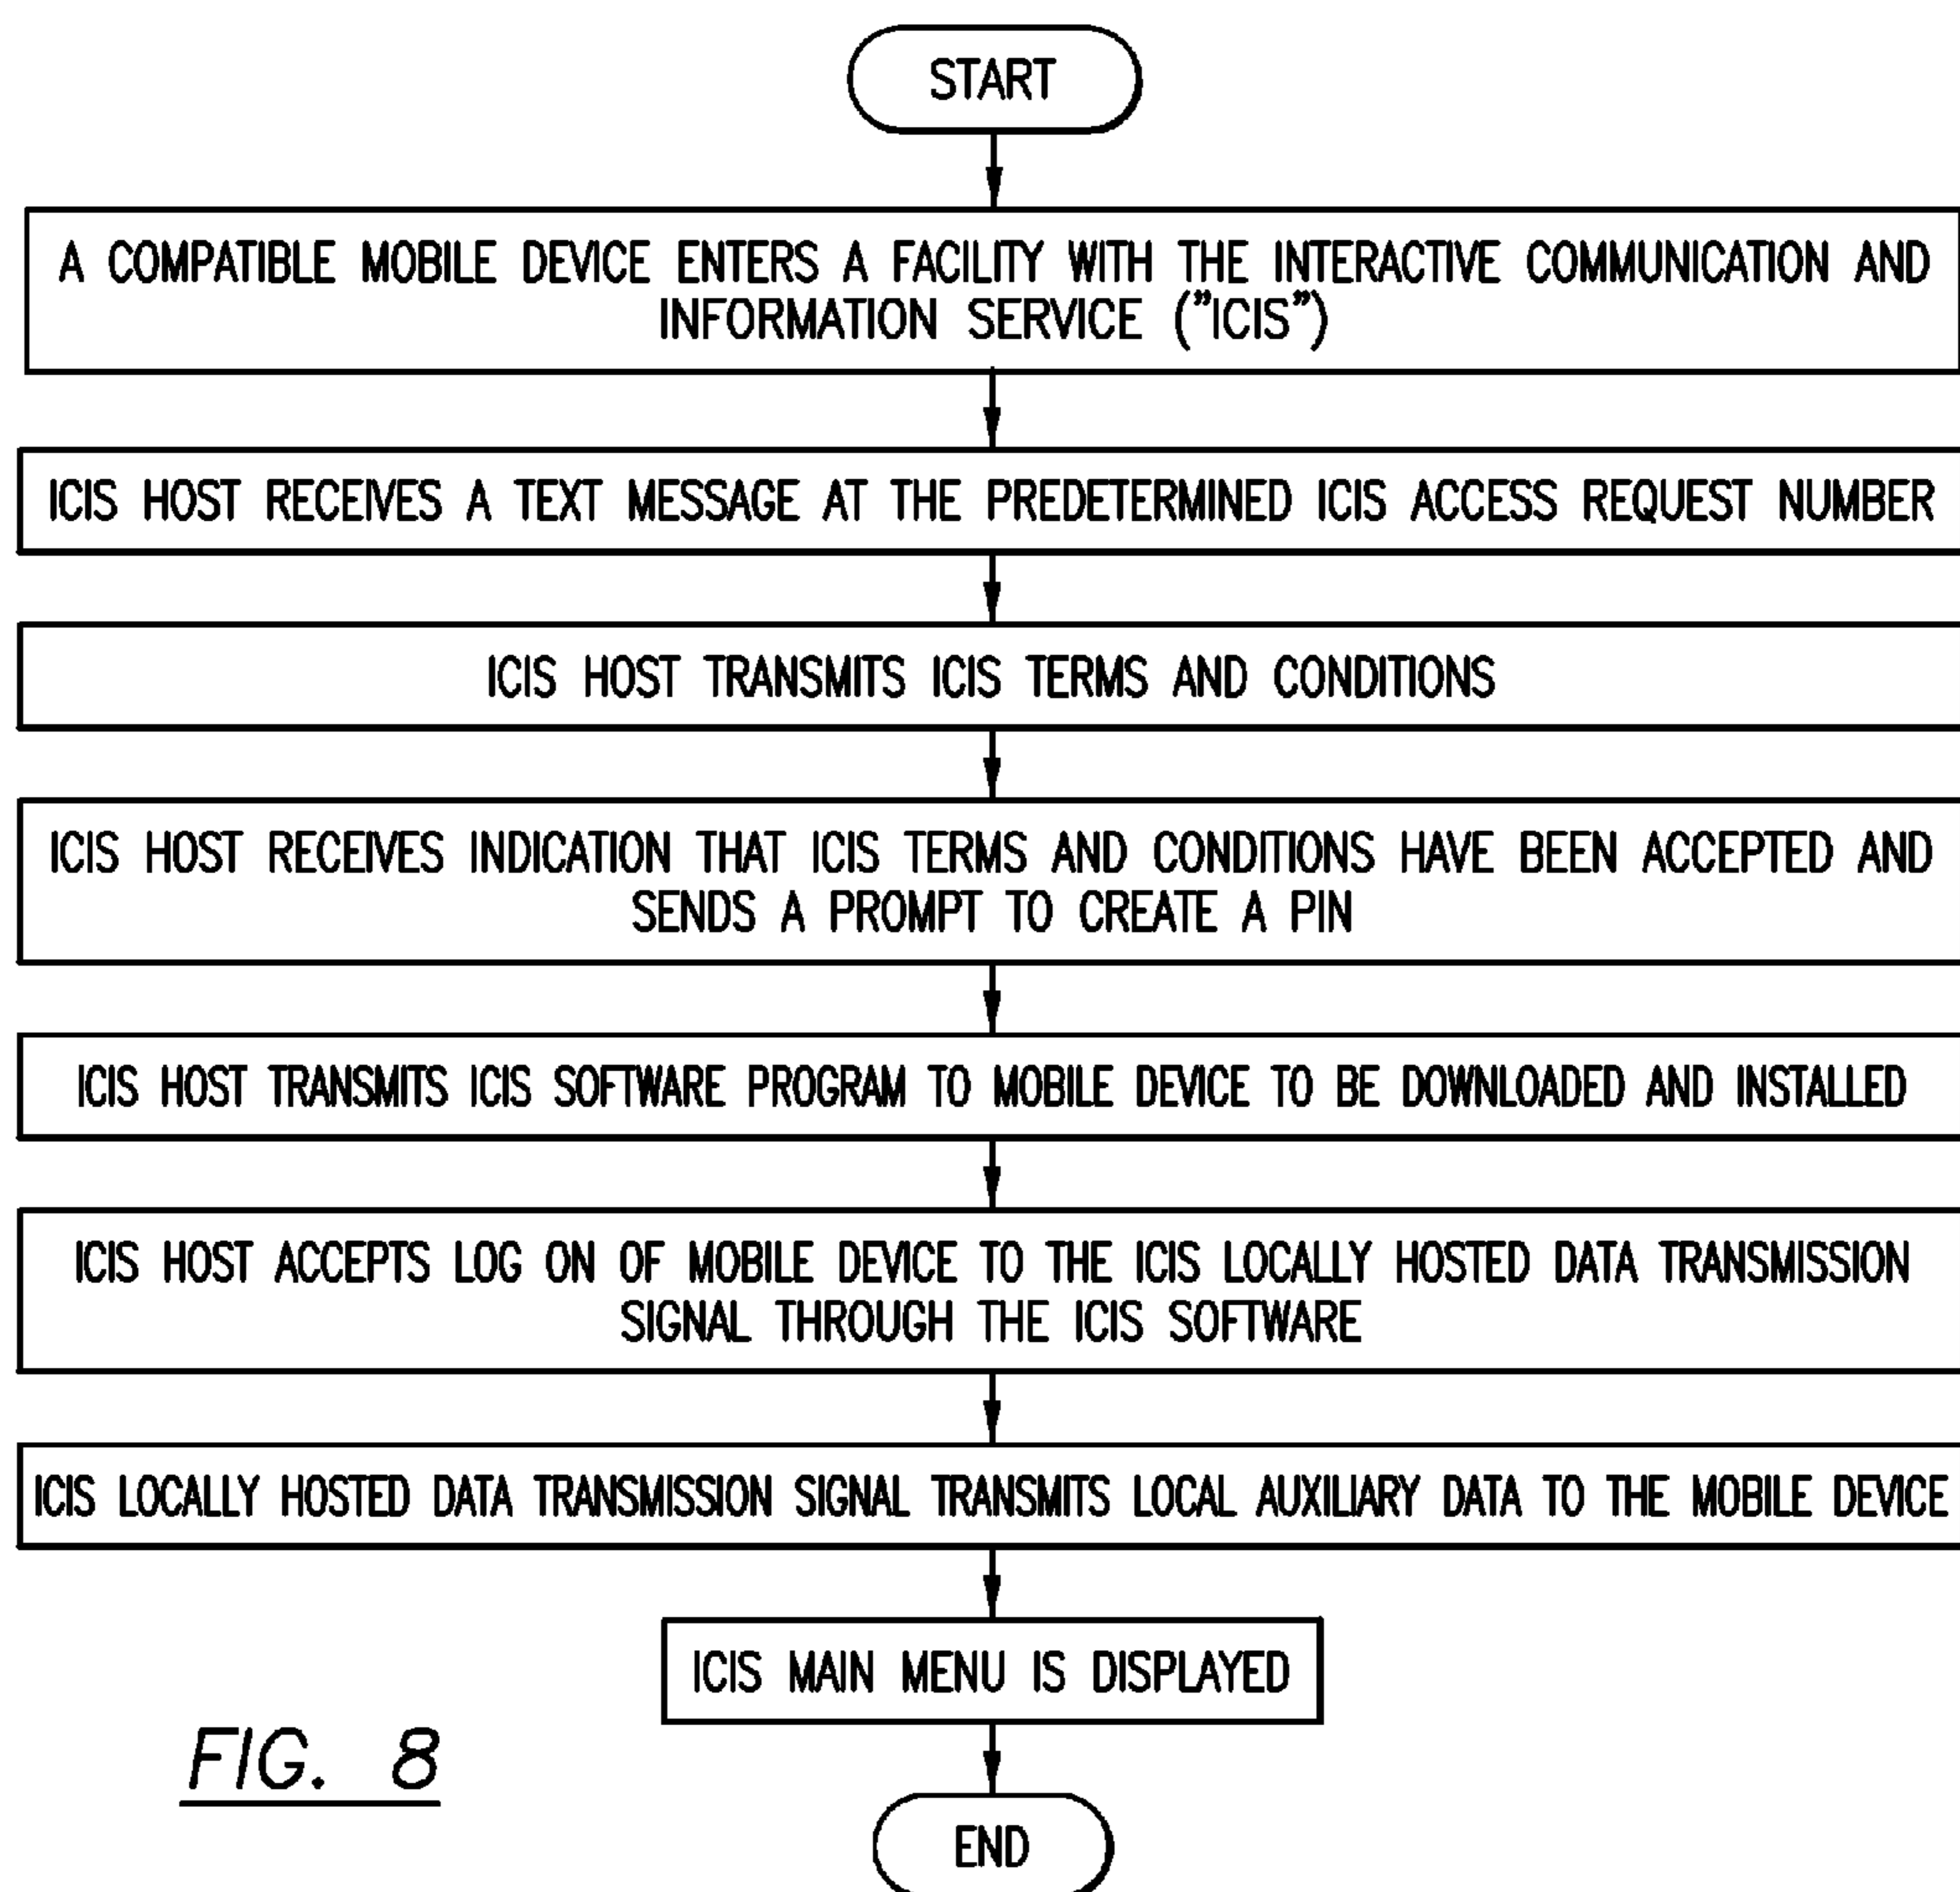 START
A COMPATIBLE MOBILE DEVICE ENTERS A FACILITY WITH THE INTERACTIVE COMMUNICATION AND
INFORMATION SERVICE ("ICIS")
ICIS HOST RECEIVES A TEXT MESSAGE AT THE PREDETERMINED ICIS ACCESS REQUEST NUMBER
ICIS HOST TRANSMITS ICIS TERMS AND CONDITIONS
ICIS HOST RECEIVES INDICATION THAT ICIS TERMS AND CONDITIONS HAVE BEEN ACCEPTED AND
SENDS A PROMPT TO CREATE A PIN
ICIS HOST TRANSMITS ICIS SOFTWARE PROGRAM TO MOBILE DEVICE TO BE DOWNLOADED AND INSTALLED
ICIS HOST ACCEPTS LOG ON OF MOBILE DEVICE TO THE ICIS LOCALLY HOSTED DATA TRANSMISSION
SIGNAL THROUGH THE ICIS SOFTWARE
ICIS LOCALLY HOSTED DATA TRANSMISSION SIGNAL TRANSMITS LOCAL AUXILIARY DATA TO THE MOBILE DEVICE
ICIS MAIN MENU IS DISPLAYED
FIG. 8
END